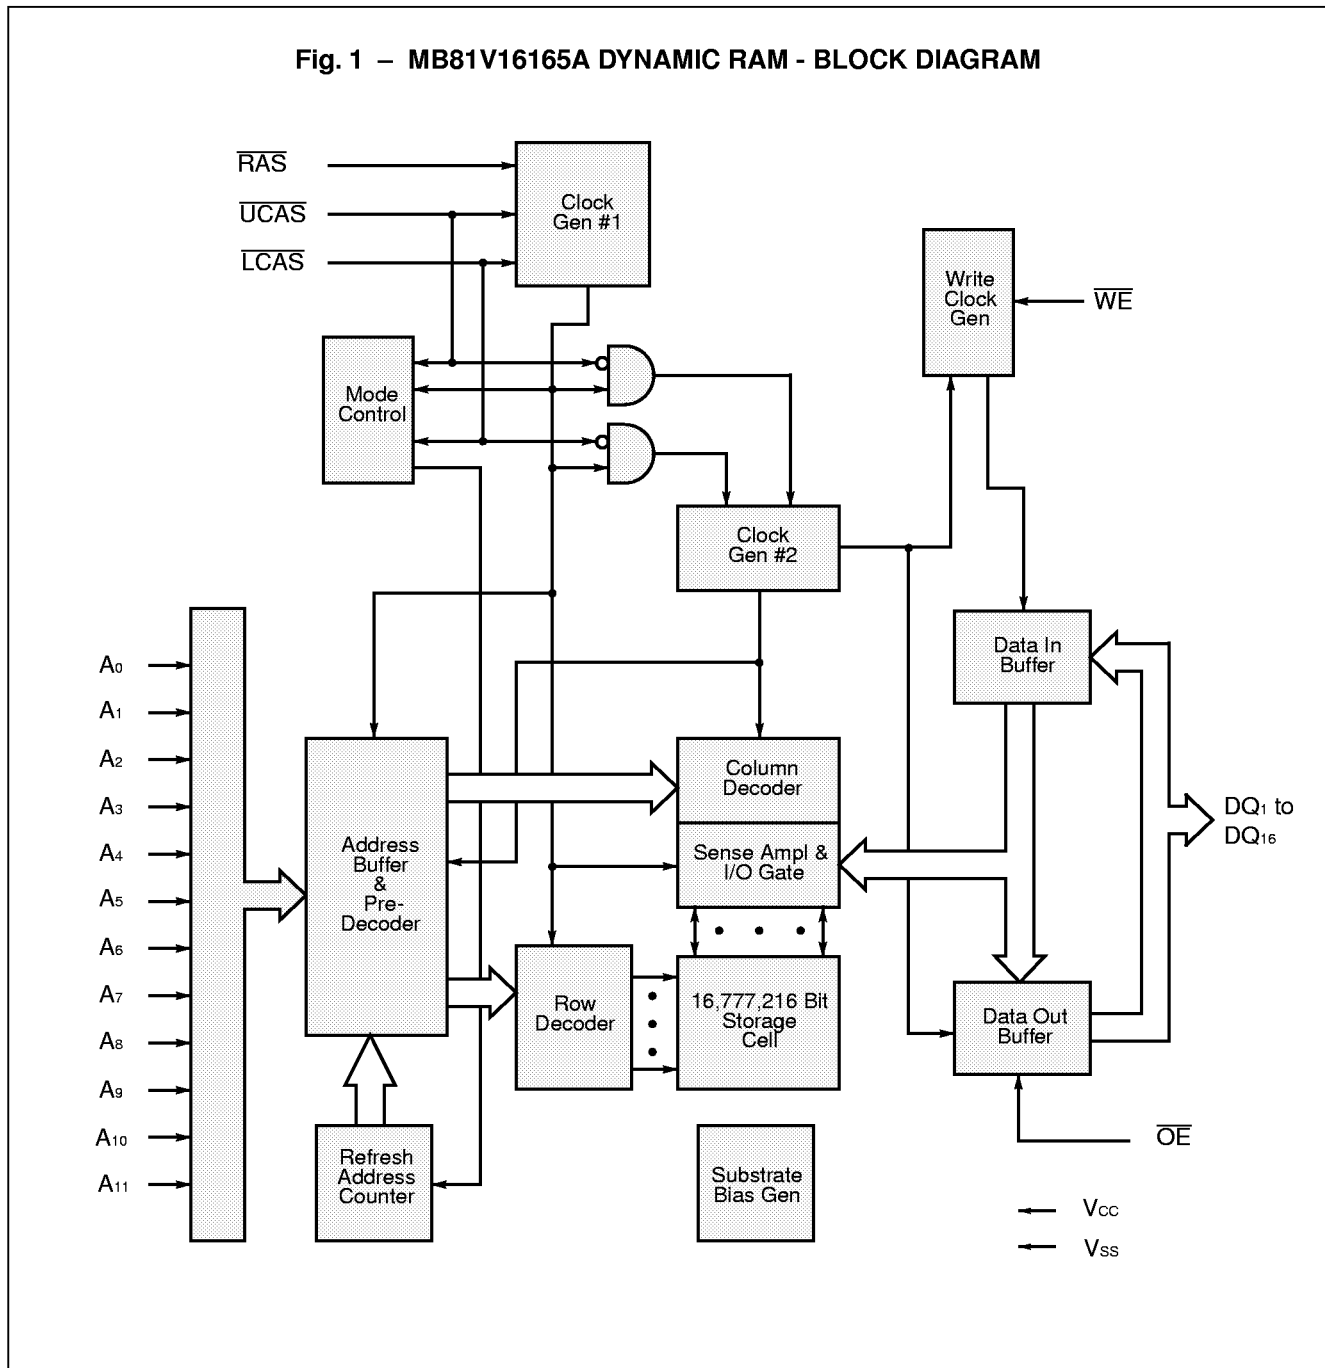 Fig. 1 – MB81V16165A DYNAMIC RAM - BLOCK DIAGRAM
RAS
UCAS
LCAS
Clock
Gen #1
Write
Clock
Gen
WE
Mode
Control
Clock
Gen #2
A0
A1
A2
A3
A4
A5
A6
A7
A8
A9
A10
A11
Address
Buffer
&
Pre-
Decoder
Refresh
Address
Counter
Column
Decoder
Sense Ampl &
I/O Gate
Row
Decoder
16,777,216 Bit
Storage
Cell
Substrate
Bias Gen
Data In
Buffer
Data Out
Buffer
DQ1 to
DQ16
OE
VCC
VSS